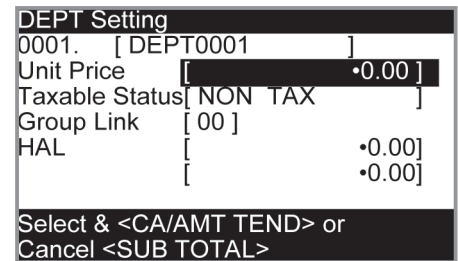 DEPT Setting
0001. [ DEPT0001 ]
Unit Price [ •0.00 ]
Taxable Status[ NON TAX ]
Group Link [ 00 ]
HAL [ •0.00]
[ •0.00]
Select & <CA/AMT TEND> or
Cancel <SUB TOTAL>